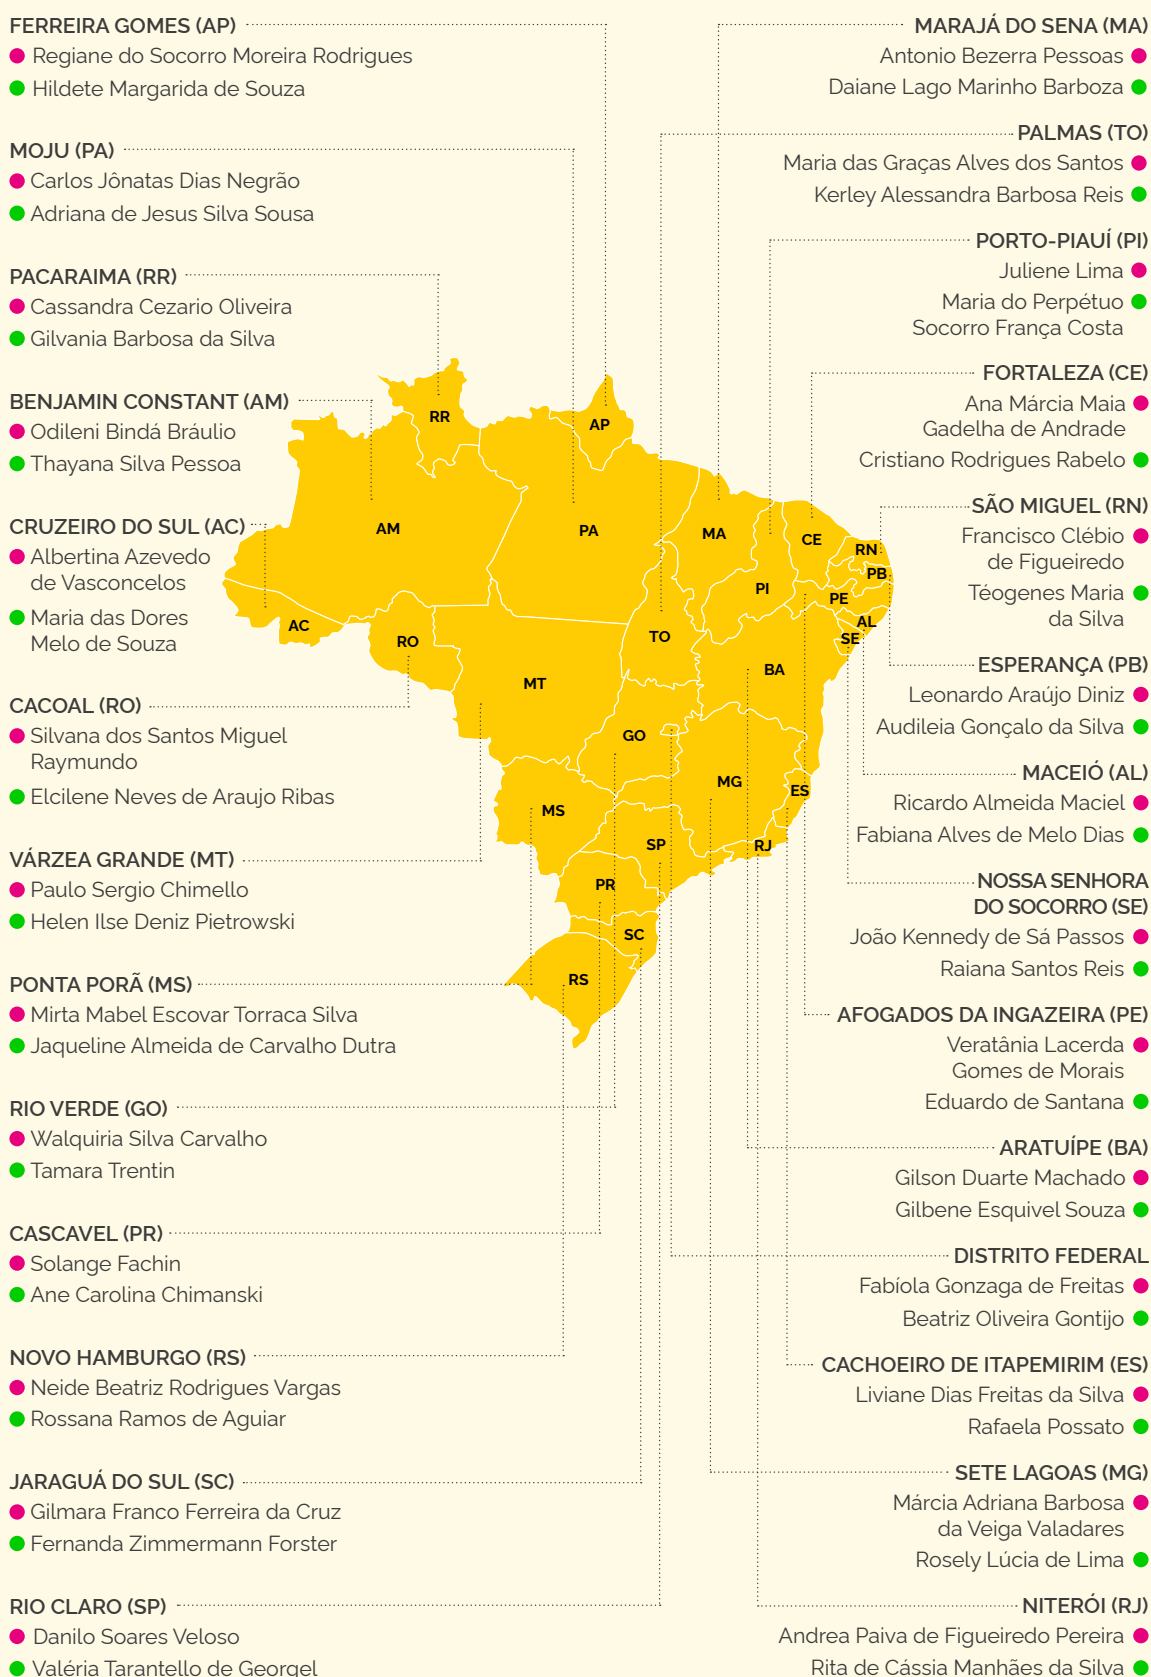 FERREIRA GOMES (AP)
Regiane do Socorro Moreira Rodrigues
Hildete Margarida de Souza
MOJU (PA)
Carlos Jônatas Dias Negrão
Adriana de Jesus Silva Sousa
PACARAIMA (RR)
Cassandra Cezario Oliveira
Gilvania Barbosa da Silva
BENJAMIN CONSTANT (AM)
Odileni Bindá Bráulio
Thayana Silva Pessoa
CRUZEIRO DO SUL (AC)
Albertina Azevedo
de Vasconcelos
Maria das Dores
Melo de Souza
CACOAL (RO)
Silvana dos Santos Miguel
Raymundo
Elcilene Neves de Araujo Ribas
VÁRZEA GRANDE (MT)
Paulo Sergio Chimello
Helen Ilse Deniz Pietrowski
PONTA PORÃ (MS)
Mirta Mabel Escovar Torraca Silva
Jaqueline Almeida de Carvalho Dutra
RIO VERDE (GO)
Walquiria Silva Carvalho
Tamara Trentin
CASCAVEL (PR)
Solange Fachin
Ane Carolina Chimanski
NOVO HAMBURGO (RS)
Neide Beatriz Rodrigues Vargas
Rossana Ramos de Aguiar
JARAGUÁ DO SUL (SC)
Gilmara Franco Ferreira da Cruz
Fernanda Zimmermann Forster
RIO CLARO (SP)
Danilo Soares Veloso
Valéria Tarantello de Georgel
RR
AP
AM
PA
MA
CE
RN
PB
PI
PE
AL
SE
AC
RO
TO
BA
MT
GO
MG
ES
MS
SP
RJ
PR
SC
RS
MARAJÁ DO SENA (MA)
Antonio Bezerra Pessoas
Daiane Lago Marinho Barboza
PALMAS (TO)
Maria das Graças Alves dos Santos
Kerley Alessandra Barbosa Reis
PORTO-PIAUÍ (PI)
Juliene Lima
Maria do Perpétuo
Socorro França Costa
FORTALEZA (CE)
Ana Márcia Maia
Gadelha de Andrade
Cristiano Rodrigues Rabelo
SÃO MIGUEL (RN)
Francisco Clébio
de Figueiredo
Téogenes Maria
da Silva
ESPERANÇA (PB)
Leonardo Araújo Diniz
Audileia Gonçalo da Silva
MACEIÓ (AL)
Ricardo Almeida Maciel
Fabiana Alves de Melo Dias
NOSSA SENHORA
DO SOCORRO (SE)
João Kennedy de Sá Passos
Raiana Santos Reis
AFOGADOS DA INGAZEIRA (PE)
Veratânia Lacerda
Gomes de Morais
Eduardo de Santana
ARATUÍPE (BA)
Gilson Duarte Machado
Gilbene Esquivel Souza
DISTRITO FEDERAL
Fabíola Gonzaga de Freitas
Beatriz Oliveira Gontijo
CACHOEIRO DE ITAPEMIRIM (ES)
Liviane Dias Freitas da Silva
Rafaela Possato
SETE LAGOAS (MG)
Márcia Adriana Barbosa
da Veiga Valadares
Rosely Lúcia de Lima
NITERÓI (RJ)
Andrea Paiva de Figueiredo Pereira
Rita de Cássia Manhães da Silva